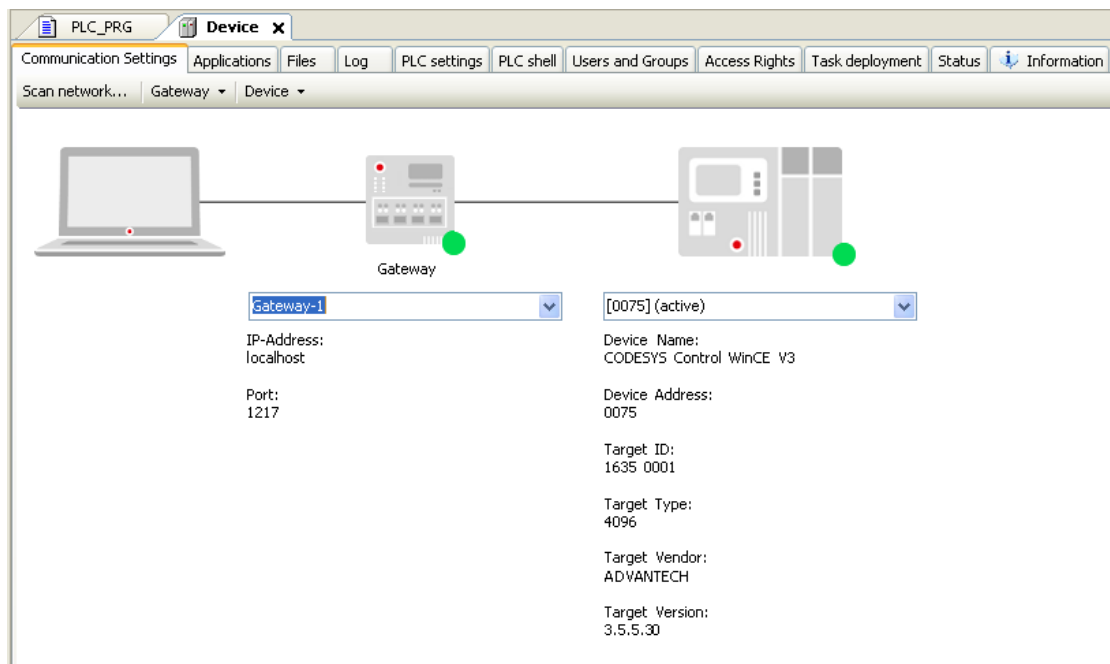 PLC_PRG Device X
Communication Settings Applications Files Log PLC settings PLC shell Users and Groups Access Rights Task deployment Status Information
Scan network... Gateway Device
Gateway
Gateway-1 [0075] (active)
IP-Address: Device Name:
localhost CODESYS Control WinCE V3
Port: Device Address:
1217 0075
Target ID:
1635 0001
Target Type:
4096
Target Vendor:
ADVANTECH
Target Version:
3.5.5.30